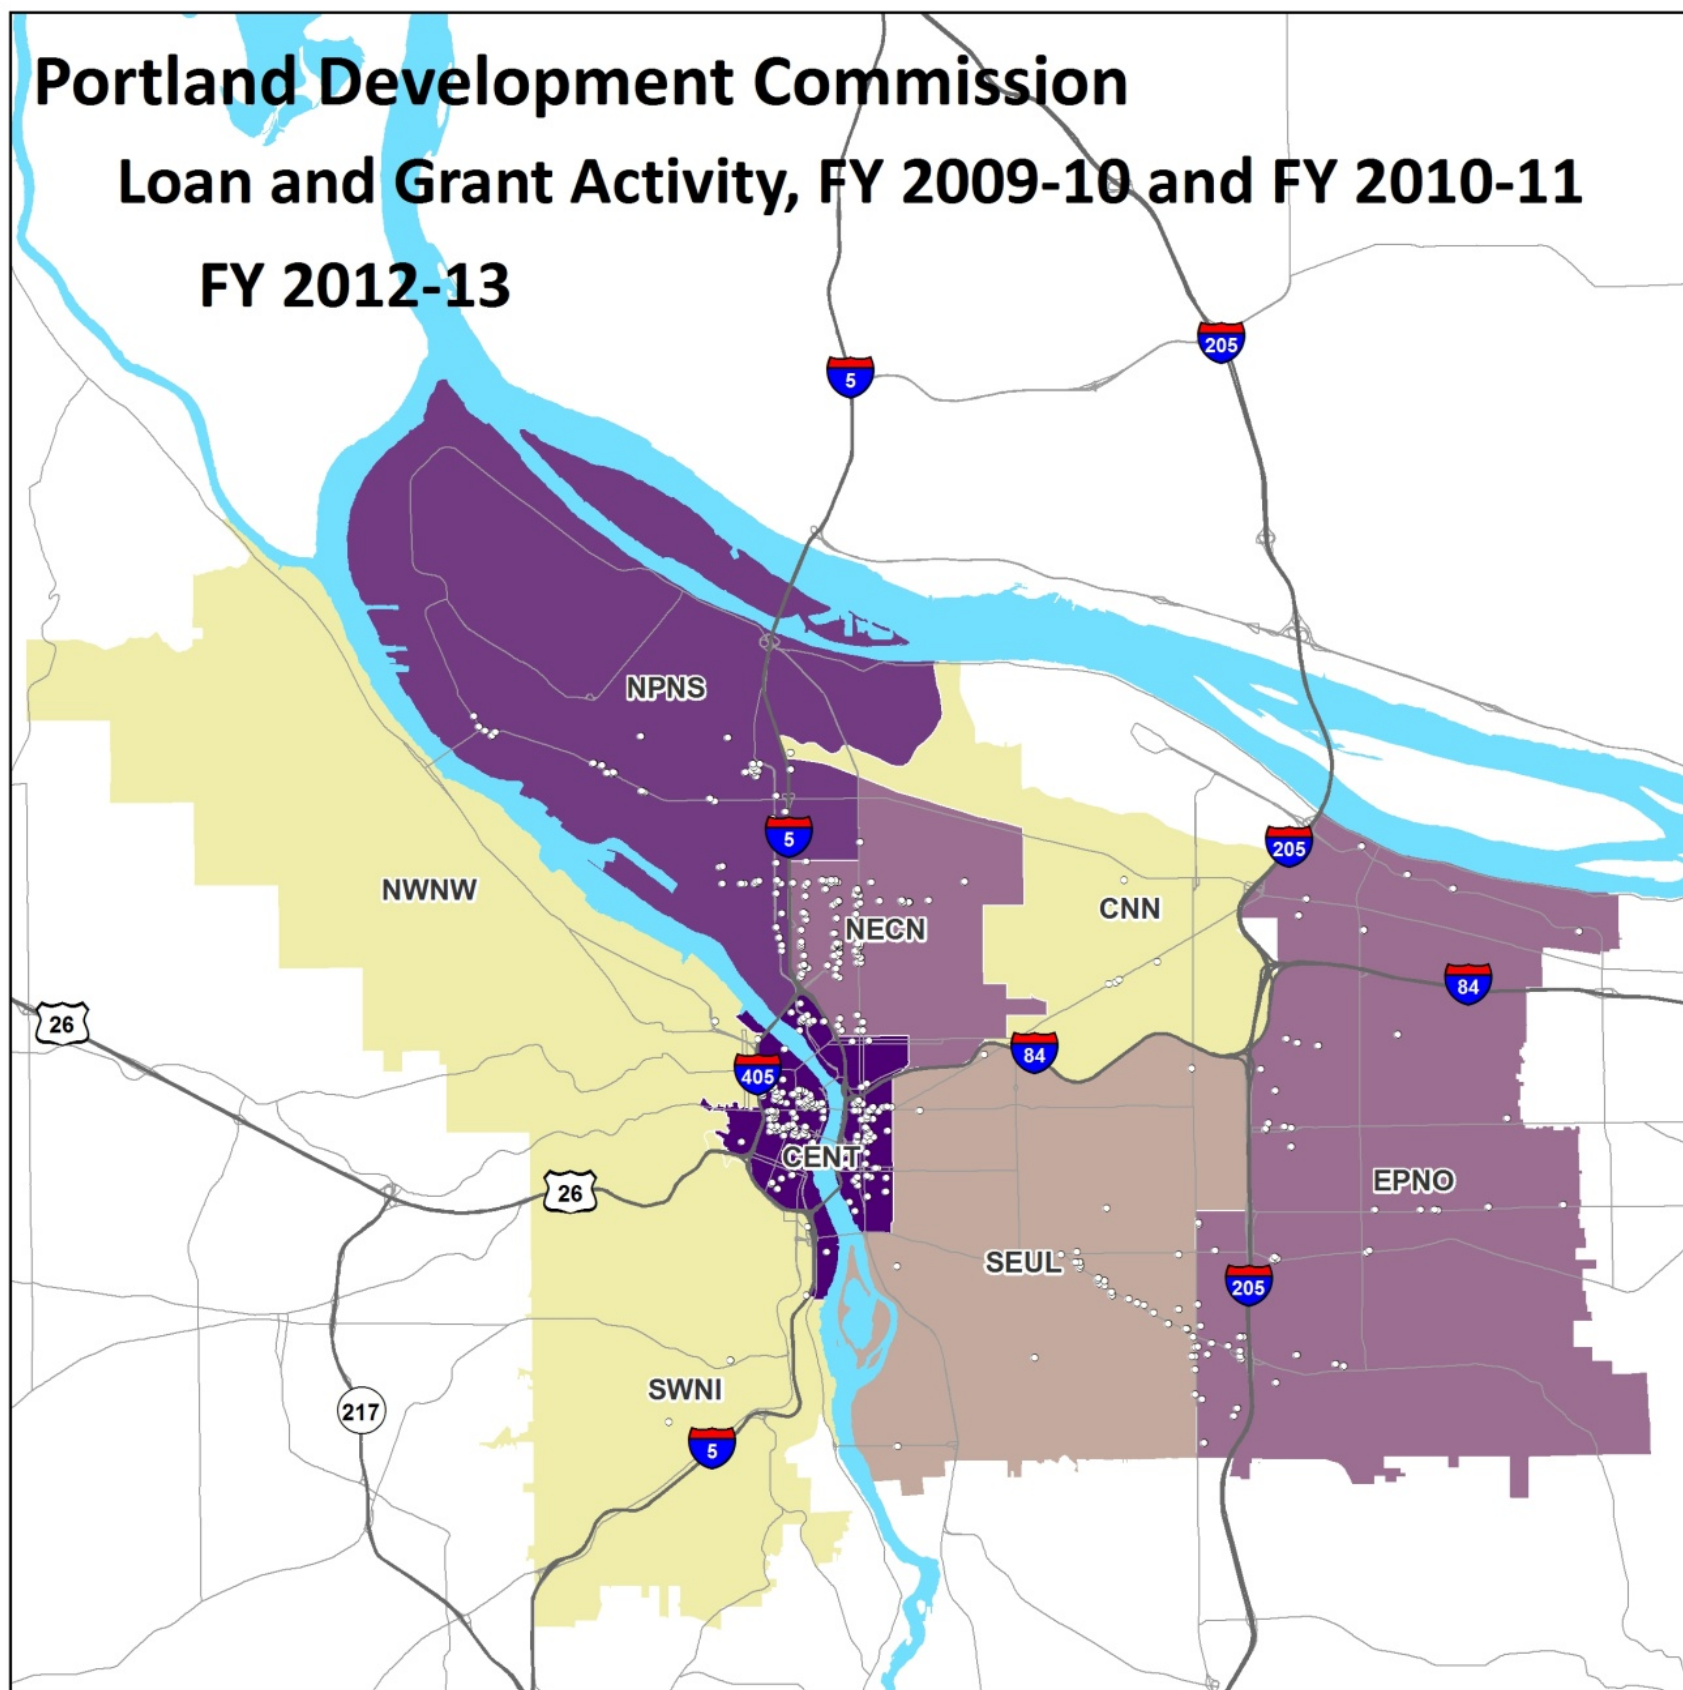 Portland Development Commission
Loan and Grant Activity, FY 2009-10 and FY 2010-11
FY 2012-13
205
5
NPNS
5
205
NWNW
CNN
NECN
84
26
84
405
CENT
EPNO
26
SEUL
205
SWNI
217
5